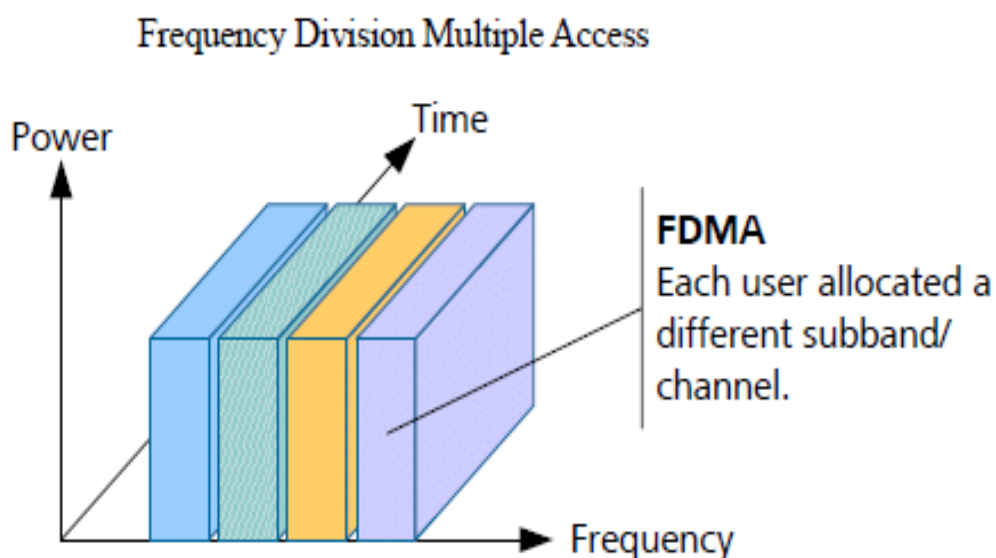 Frequency Division Multiple Access
Power
Time
FDMA
Each user allocated a
different subband/
channel.
Frequency